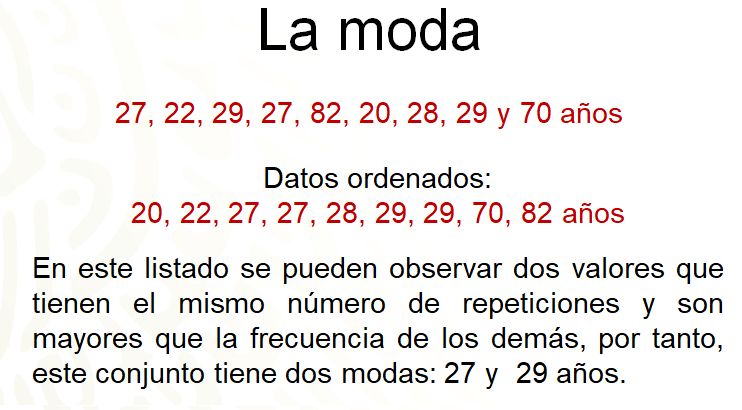 La moda
27, 22, 29, 27, 82, 20, 28, 29 y 70 años
Datos ordenados:
20, 22, 27, 27, 28, 29, 29, 70, 82 años
En este listado se pueden observar dos valores que
tienen el mismo número de repeticiones y son
mayores que la frecuencia de los demás, por tanto,
este conjunto tiene dos modas: 27 y 29 años.